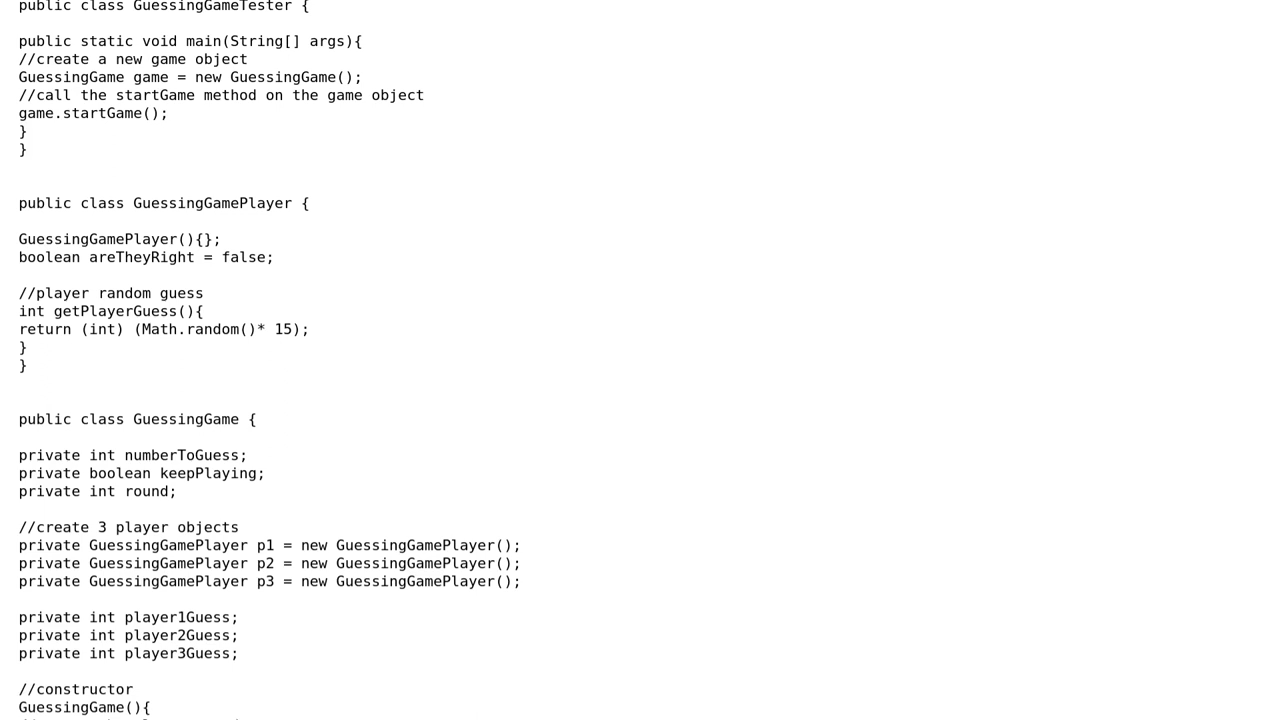 public class GuessingGameTester {
public static void main(String[] args){
//create a new game object
GuessingGame game = new GuessingGame();
//call the startGame method on the game object
game.startGame();
}
}
public class GuessingGamePlayer {
GuessingGamePlayer(){};
boolean areTheyRight = false;
//player random guess
int getPlayerGuess(){
return (int) (Math.random()* 15);
}
}
public class GuessingGame {
private int numberToGuess;
private boolean keepPlaying;
private int round;
//create 3 player objects
private GuessingGamePlayer p1 = new GuessingGamePlayer();
private GuessingGamePlayer p2 = new GuessingGamePlayer();
private GuessingGamePlayer p3 = new GuessingGamePlayer();
private int player1Guess;
private int player2Guess;
private int player3Guess;
//constructor
GuessingGame(){